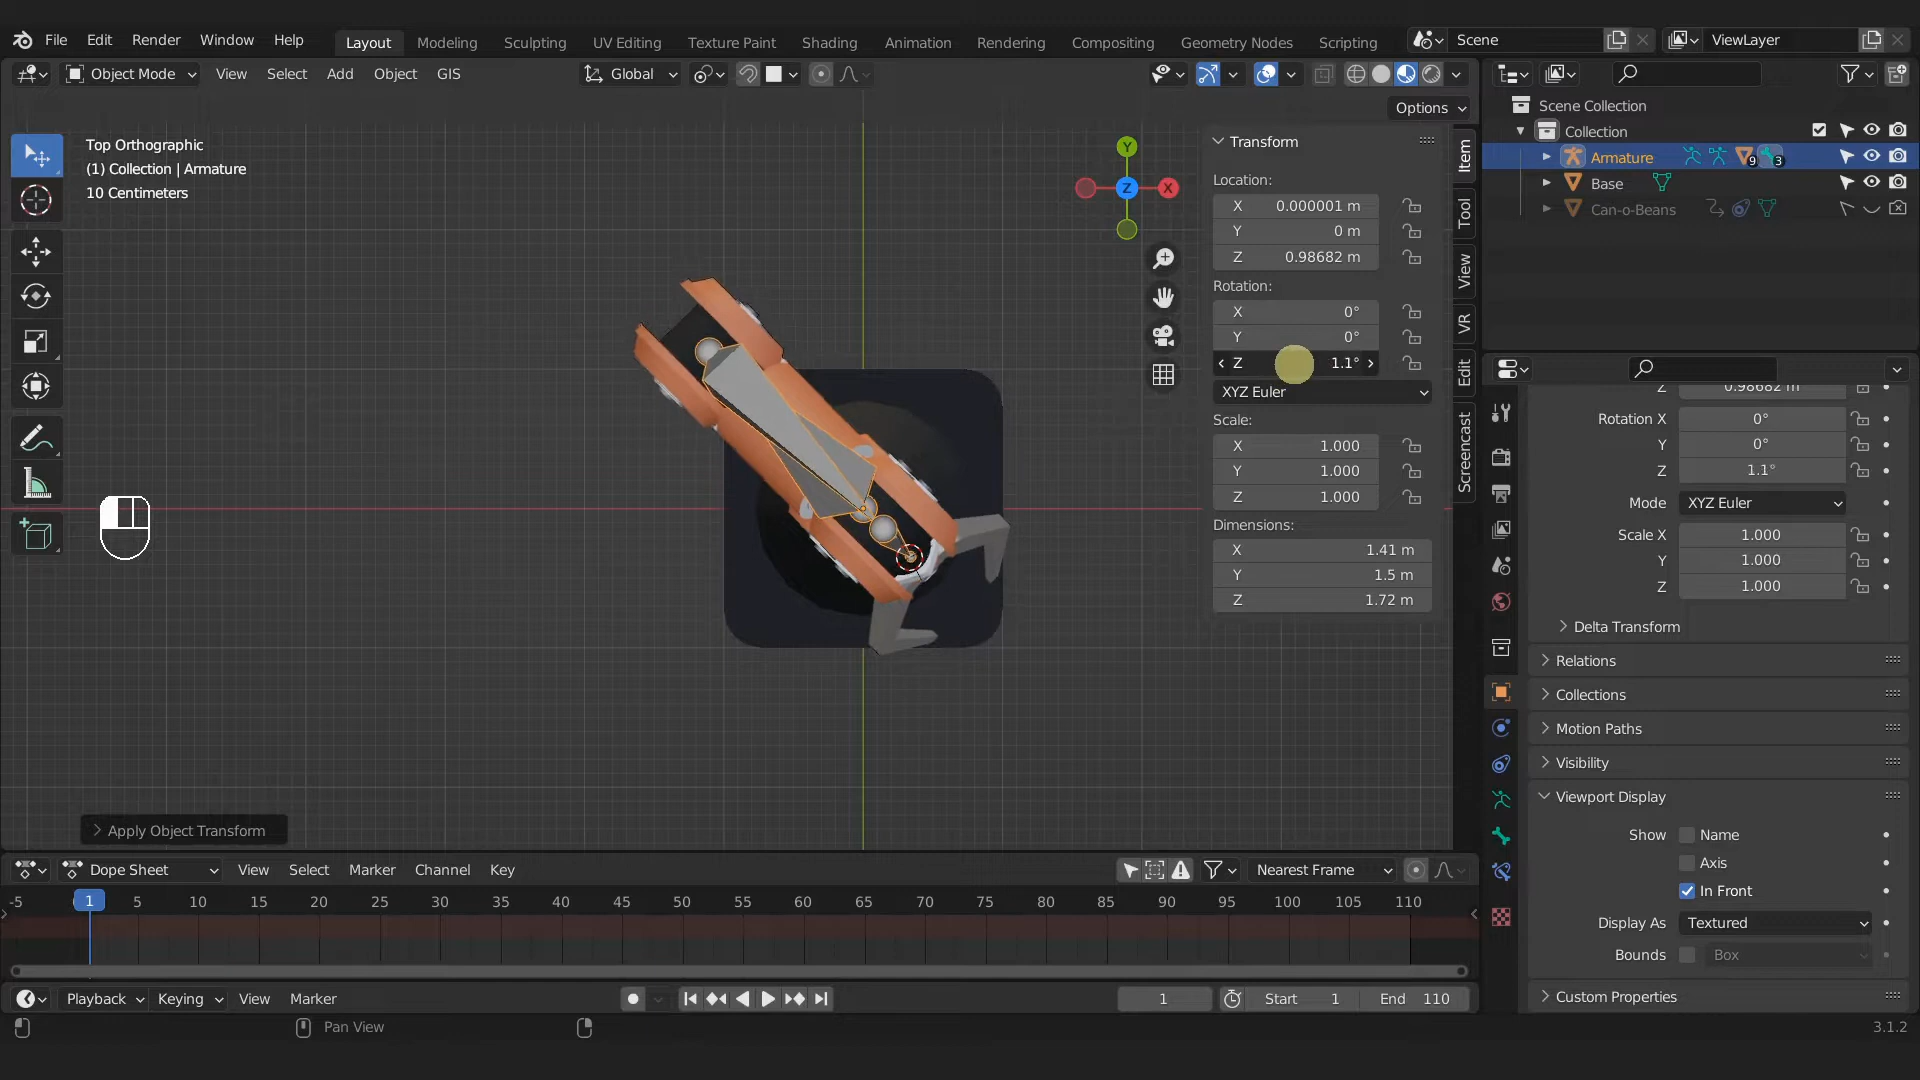 File Edit Render Window Help Layout Modeling Sculpting UV Editing Texture Paint Shading Animation Rendering Compositing Geometry Nodes Scripting Scene ViewLayer
Object Mode View Select Add Object GIS Global
Options
Top Orthographic
(1) Collection | Armature
10 Centimeters
Y
Z
X
Transform
Location:
X 0.000001 m
Y 0 m
Z 0.98682 m
Rotation:
X 0°
Y 0°
Z 1.1°
XYZ Euler
Scale:
X 1.000
Y 1.000
Z 1.000
Dimensions:
X 1.41 m
Y 1.5 m
Z 1.72 m
Item
Tool
View
VR
Edit
Screencast
Scene Collection
Collection
Armature 9 3
Base
Can-o-Beans
Z 0.98682 m
Rotation X 0°
Y 0°
Z 1.1°
Mode XYZ Euler
Scale X 1.000
Y 1.000
Z 1.000
Delta Transform
Relations
Collections
Motion Paths
Visibility
Viewport Display
Show Name
Axis
In Front
Display As Textured
Bounds Box
Custom Properties
Apply Object Transform
Dope Sheet View Select Marker Channel Key Nearest Frame
-5 1 5 10 15 20 25 30 35 40 45 50 55 60 65 70 75 80 85 90 95 100 105 110
Playback Keying View Marker 1 Start 1 End 110
Pan View 3.1.2